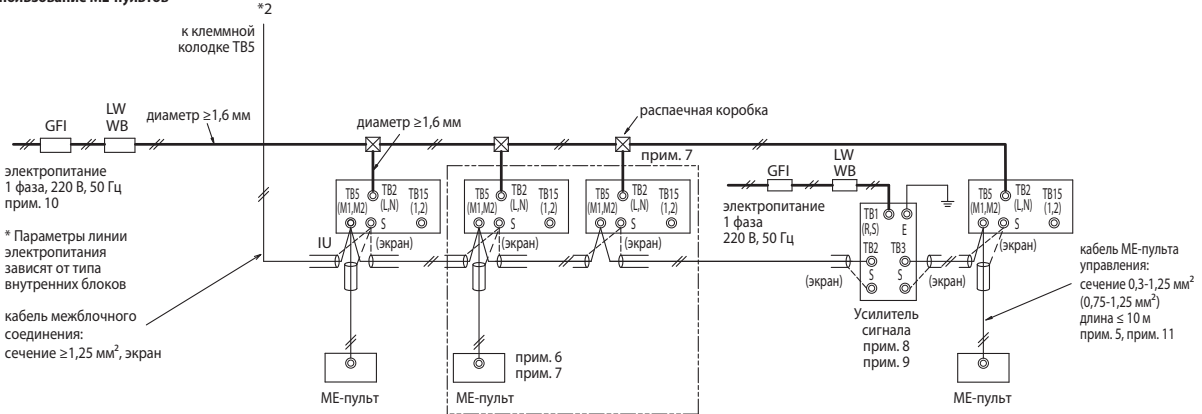 пользование МЕ-пультов
*2
к клеммной
колодке ТВ5
GFI
LW
WB
диаметр ≥1,6 мм
диаметр ≥1,6 мм
распаечная коробка
электропитание
1 фаза, 220 В, 50 Гц
прим. 10
* Параметры линии
электропитания
зависят от типа
внутренних блоков
кабель межблочного
соединения:
сечение ≥1,25 мм², экран
IU
TB5
(M1,M2)
TB2
(L,N)
TB15
(1,2)
S
(экран)
МЕ-пульт
прим. 7
TB5
(M1,M2)
TB2
(L,N)
TB15
(1,2)
S
(экран)
МЕ-пульт
прим. 6
прим. 7
TB5
(M1,M2)
TB2
(L,N)
TB15
(1,2)
S
(экран)
GFI
LW
WB
электропитание
1 фаза
220 В, 50 Гц
TB1
(R,S)
E
TB2
TB3
S
S
(экран)
(экран)
Усилитель
сигнала
прим. 8
прим. 9
TB5
(M1,M2)
TB2
(L,N)
TB15
(1,2)
S
(экран)
МЕ-пульт
кабель МЕ-пульта
управления:
сечение 0,3-1,25 мм²
(0,75-1,25 мм²)
длина ≤ 10 м
прим. 5, прим. 11